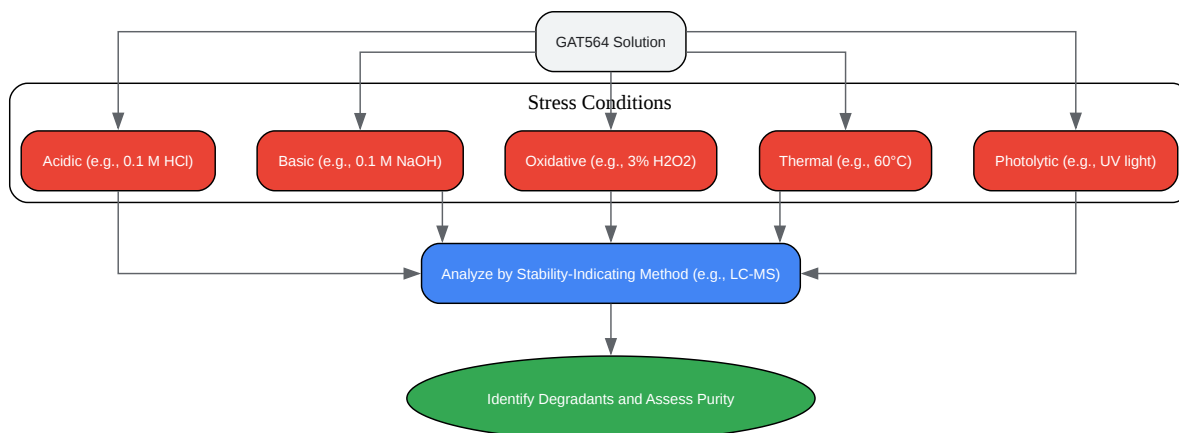 GAT564 Solution
Stress Conditions
Acidic (e.g., 0.1 M HCl)
Basic (e.g., 0.1 M NaOH)
Oxidative (e.g., 3% H2O2)
Thermal (e.g., 60°C)
Photolytic (e.g., UV light)
Analyze by Stability-Indicating Method (e.g., LC-MS)
Identify Degradants and Assess Purity